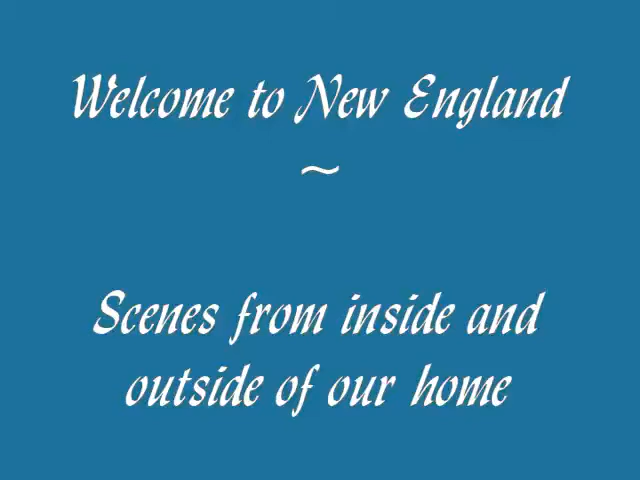 Welcome to New England
~
Scenes from inside and
outside of our home